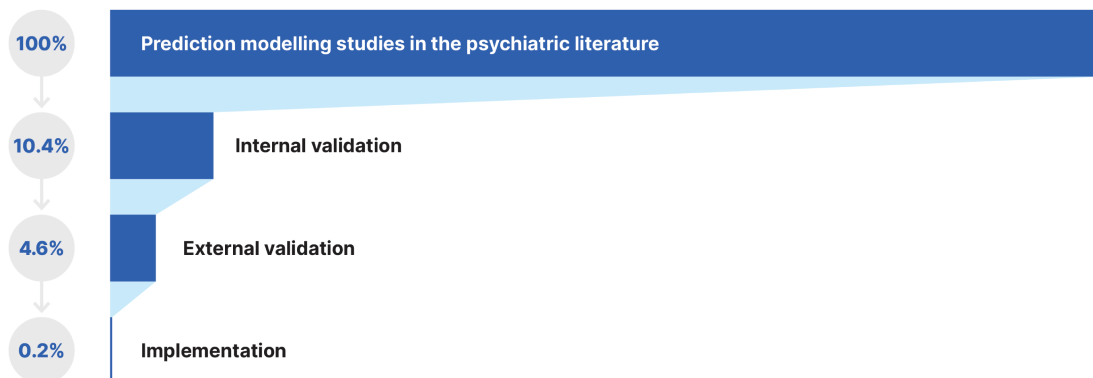 100%
Prediction modelling studies in the psychiatric literature
10.4%
Internal validation
4.6%
External validation
0.2%
Implementation